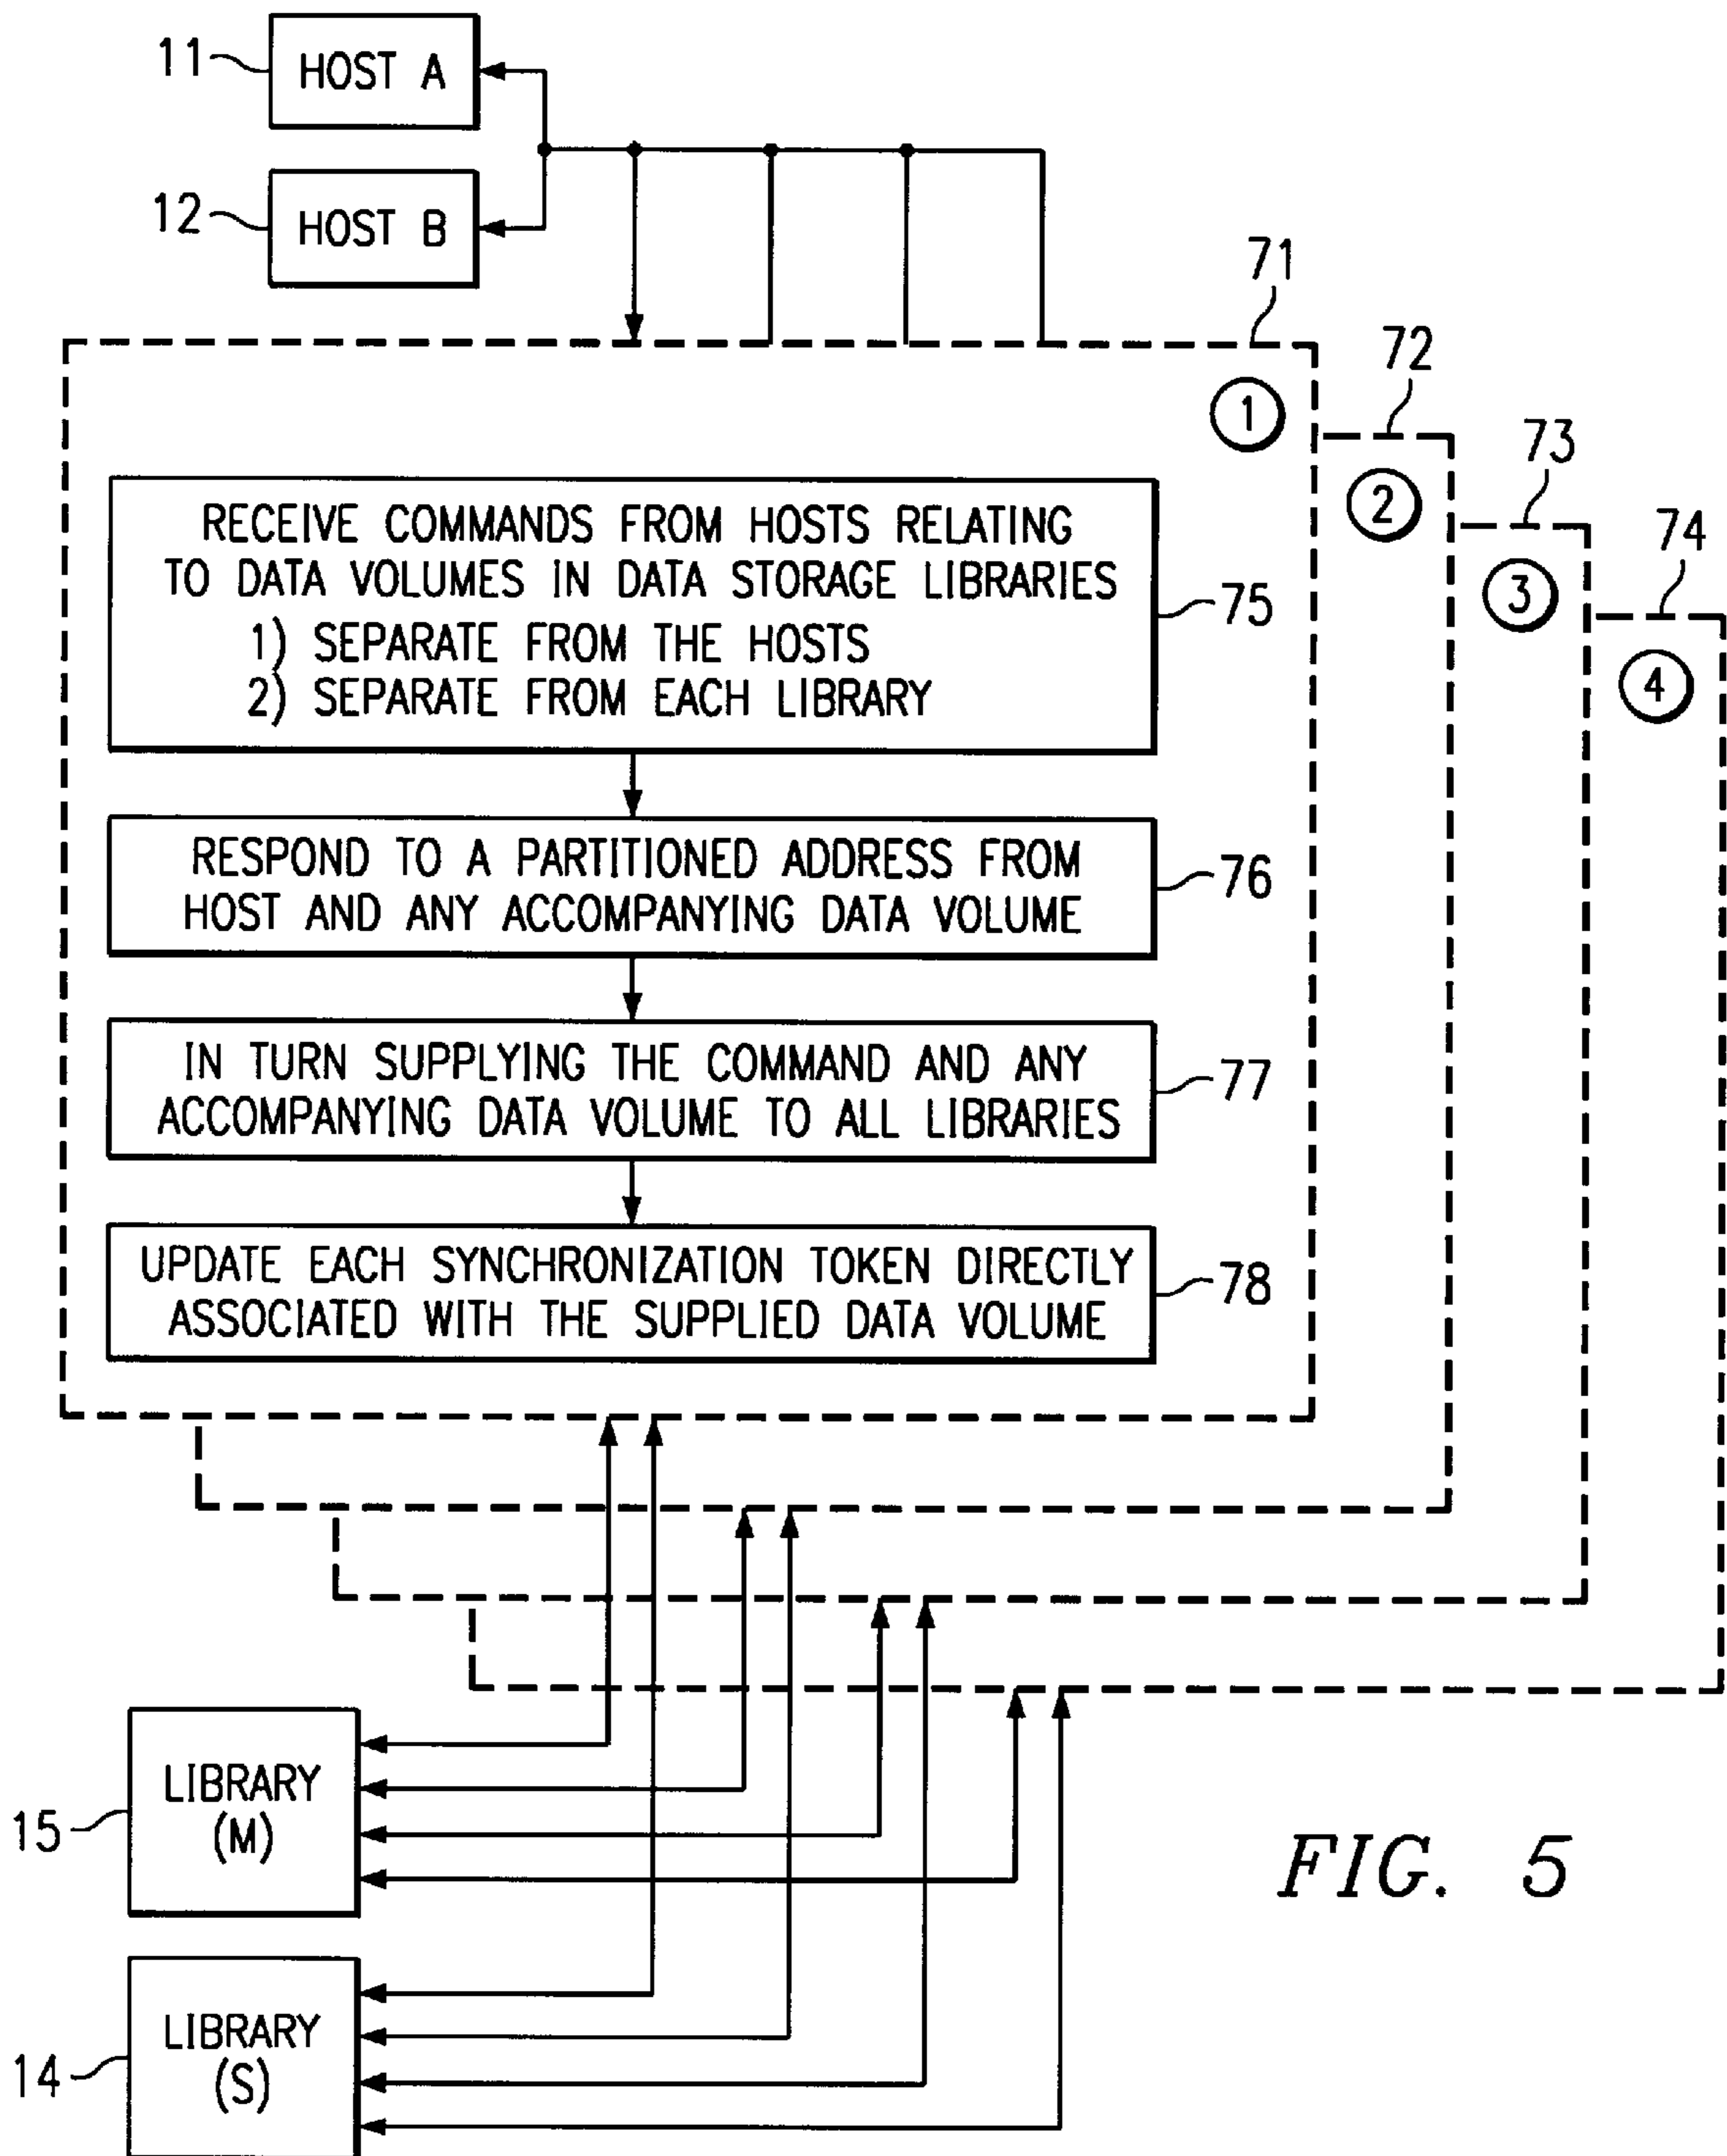 11
HOST A
12
HOST B
71
72
73
74
1
2
3
4
RECEIVE COMMANDS FROM HOSTS RELATING
TO DATA VOLUMES IN DATA STORAGE LIBRARIES
1) SEPARATE FROM THE HOSTS
2) SEPARATE FROM EACH LIBRARY
75
RESPOND TO A PARTITIONED ADDRESS FROM
HOST AND ANY ACCOMPANYING DATA VOLUME
76
IN TURN SUPPLYING THE COMMAND AND ANY
ACCOMPANYING DATA VOLUME TO ALL LIBRARIES
77
UPDATE EACH SYNCHRONIZATION TOKEN DIRECTLY
ASSOCIATED WITH THE SUPPLIED DATA VOLUME
78
15
LIBRARY
(M)
FIG. 5
14
LIBRARY
(S)